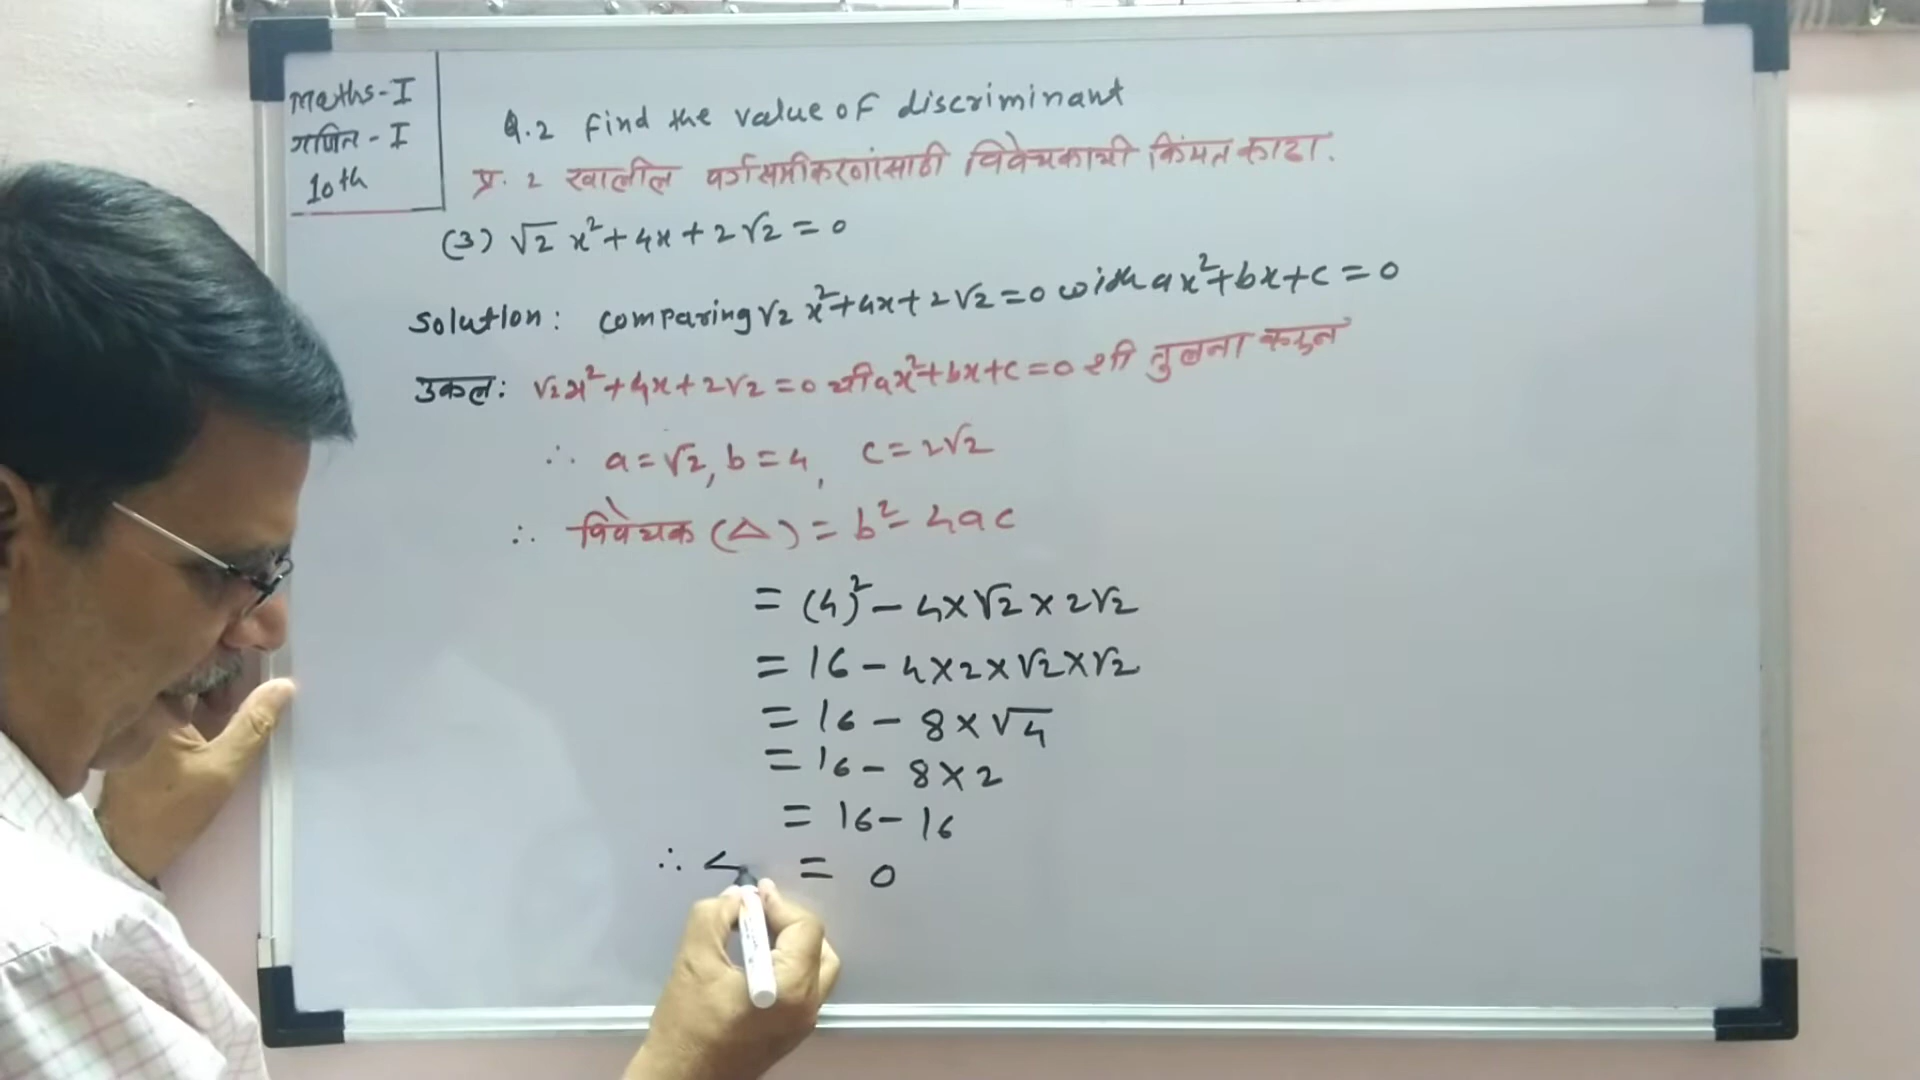 Maths-I
गणित-I
10th
Q.2 Find the value of discriminant
प्र. 2 खालील वर्गसमीकरणांसाठी विवेचकाची किंमत काढा.
(3) √2 x²+4x+2√2=0
Solution: comparing √2 x²+4x+2√2=0 with ax²+bx+c=0
उकल: √2x²+4x+2√2=0 ची ax²+bx+c=0 शी तुलना करून
∴ a=√2, b=4, c=2√2
∴ विवेचक (△)=b²-4ac
=(4)²-4×√2×2√2
=16-4×2×√2×√2
=16-8×√4
=16-8×2
=16-16
∴ = 0